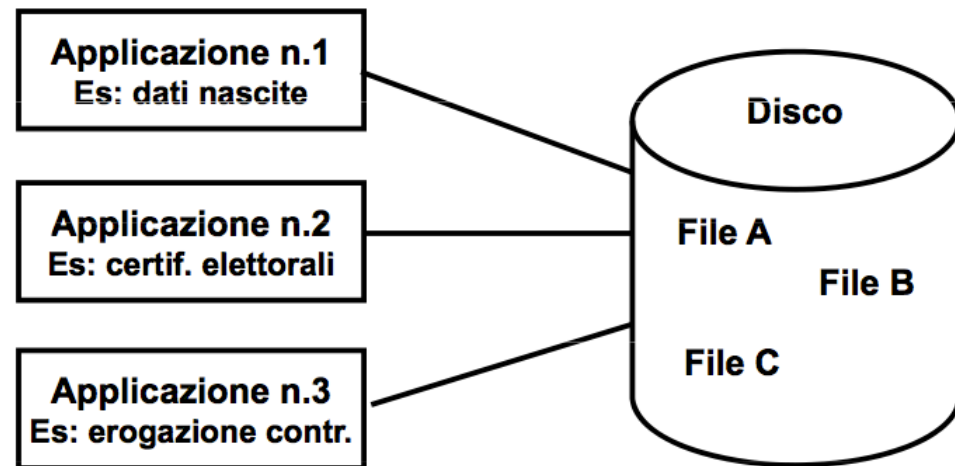 Applicazione n.1
Es: dati nascite
Disco
Applicazione n.2
Es: certif. elettorali
File A
File B
Applicazione n.3
Es: erogazione contr.
File C